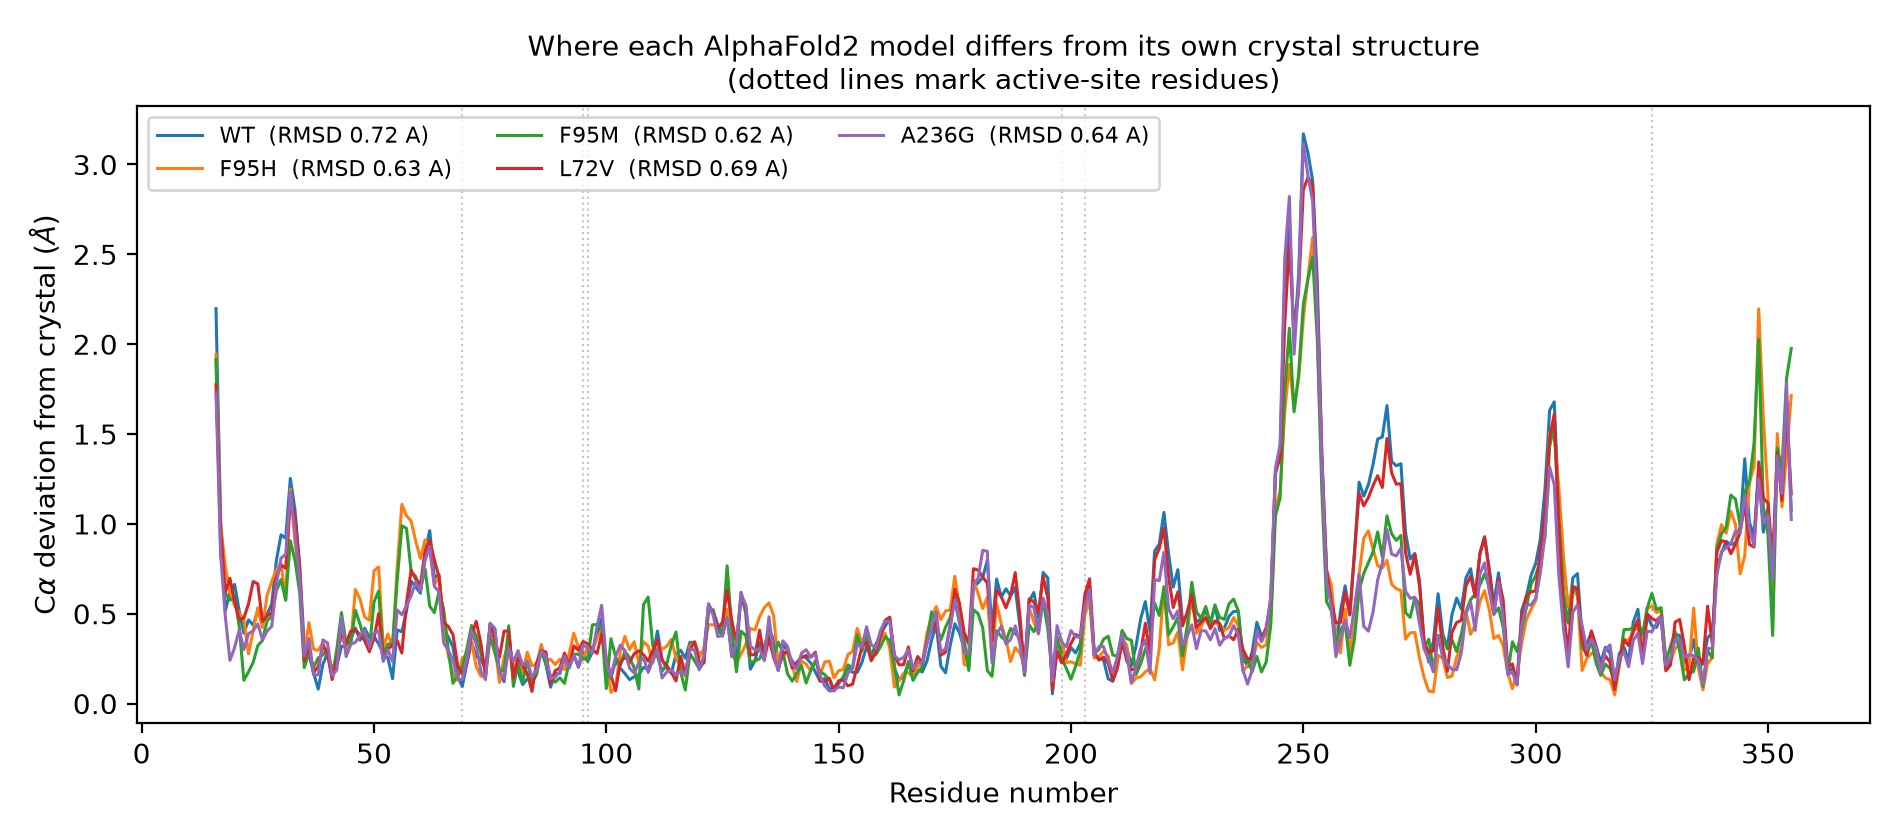 Where each AlphaFold2 model differs from its own crystal structure
(dotted lines mark active-site residues)
WT (RMSD 0.72 A)
F95H (RMSD 0.63 A)
F95M (RMSD 0.62 A)
L72V (RMSD 0.69 A)
A236G (RMSD 0.64 A)
Cα deviation from crystal (Å)
3.0
2.5
2.0
1.5
1.0
0.5
0.0
0 50 100 150 200 250 300 350
Residue number